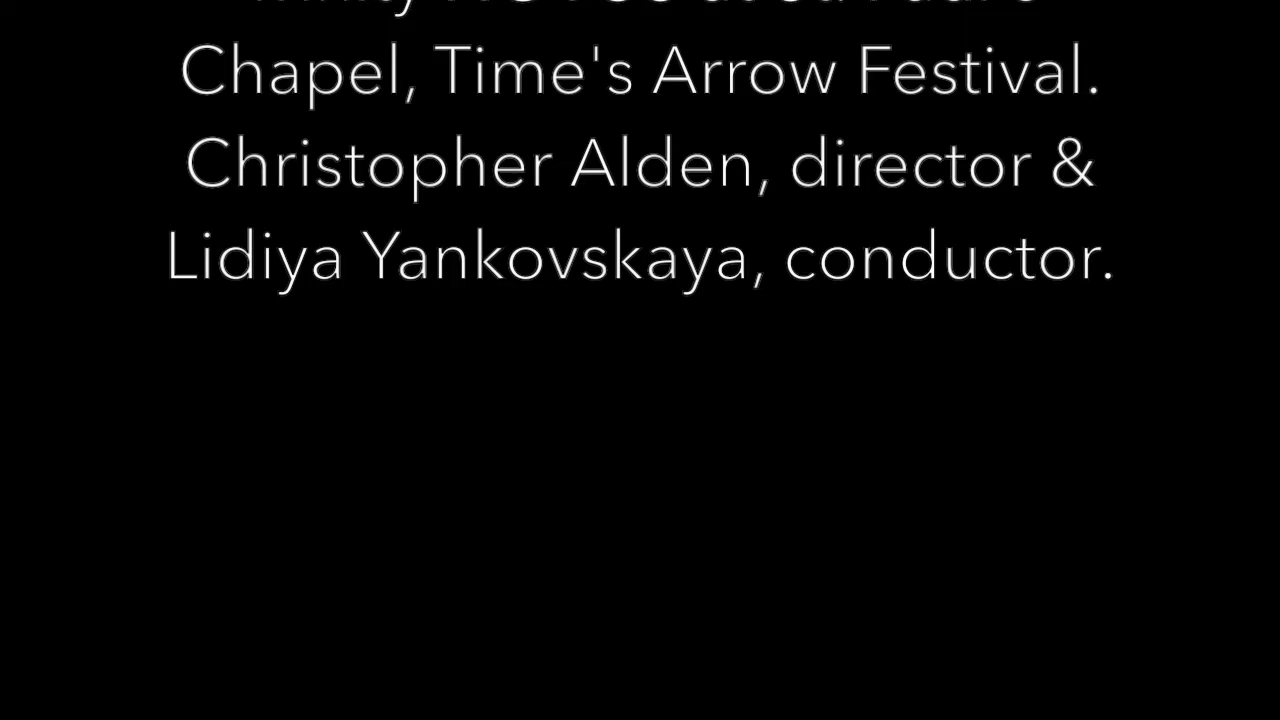 Chapel, Time's Arrow Festival.
Christopher Alden, director &
Lidiya Yankovskaya, conductor.